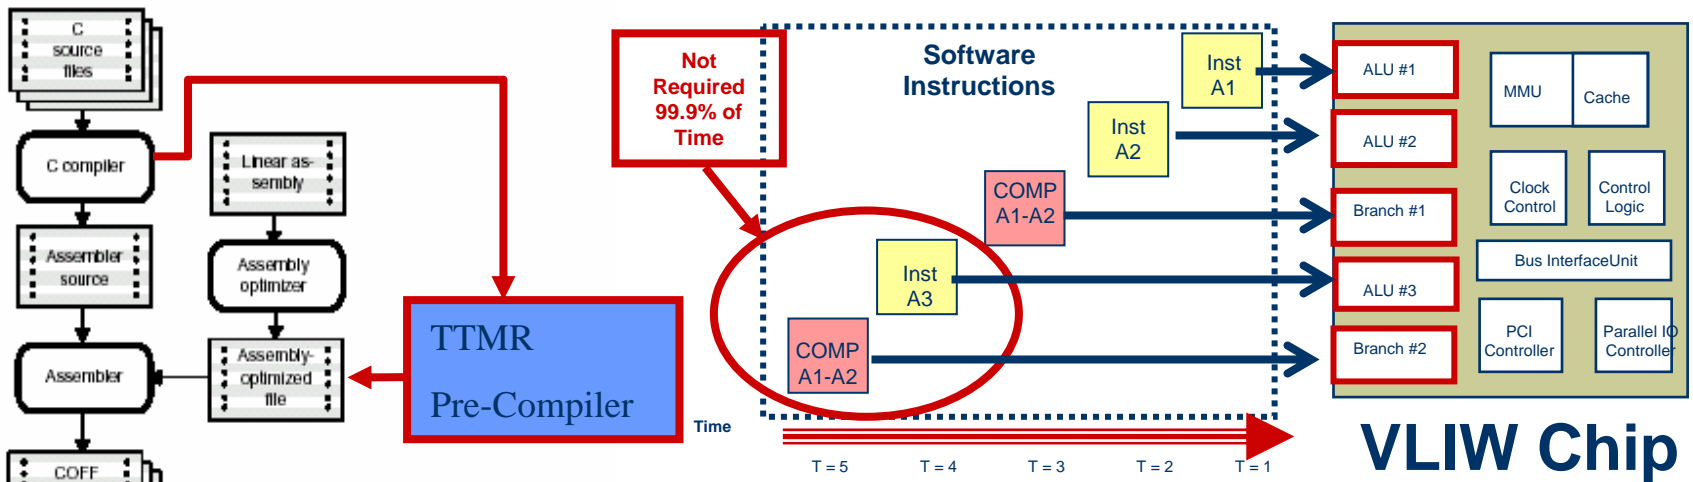 C
source
files
C compiler
Linear as-
sembly
Assembler
source
Assembly
optimizer
Assembler
Assembly-
optimized
file
COFF
TTMR
Pre-Compiler
Not
Required
99.9% of
Time
Software
Instructions
Inst
A1
Inst
A2
COMP
A1-A2
Inst
A3
COMP
A1-A2
Time
T = 5
T = 4
T = 3
T = 2
T = 1
ALU #1
ALU #2
Branch #1
ALU #3
Branch #2
MMU
Cache
Clock
Control
Control
Logic
Bus InterfaceUnit
PCI
Controller
Parallel IO
Controller
VLIW Chip